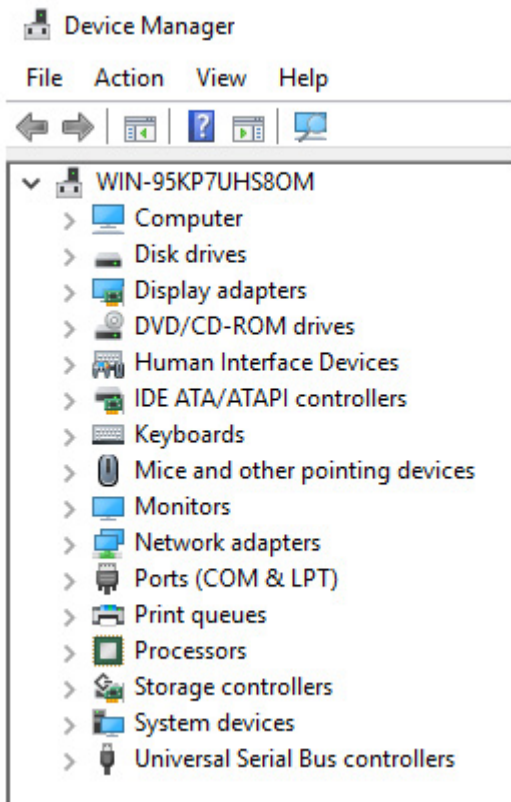 Device Manager
File Action View Help
WIN-95KP7UHS8OM
Computer
Disk drives
Display adapters
DVD/CD-ROM drives
Human Interface Devices
IDE ATA/ATAPI controllers
Keyboards
Mice and other pointing devices
Monitors
Network adapters
Ports (COM & LPT)
Print queues
Processors
Storage controllers
System devices
Universal Serial Bus controllers